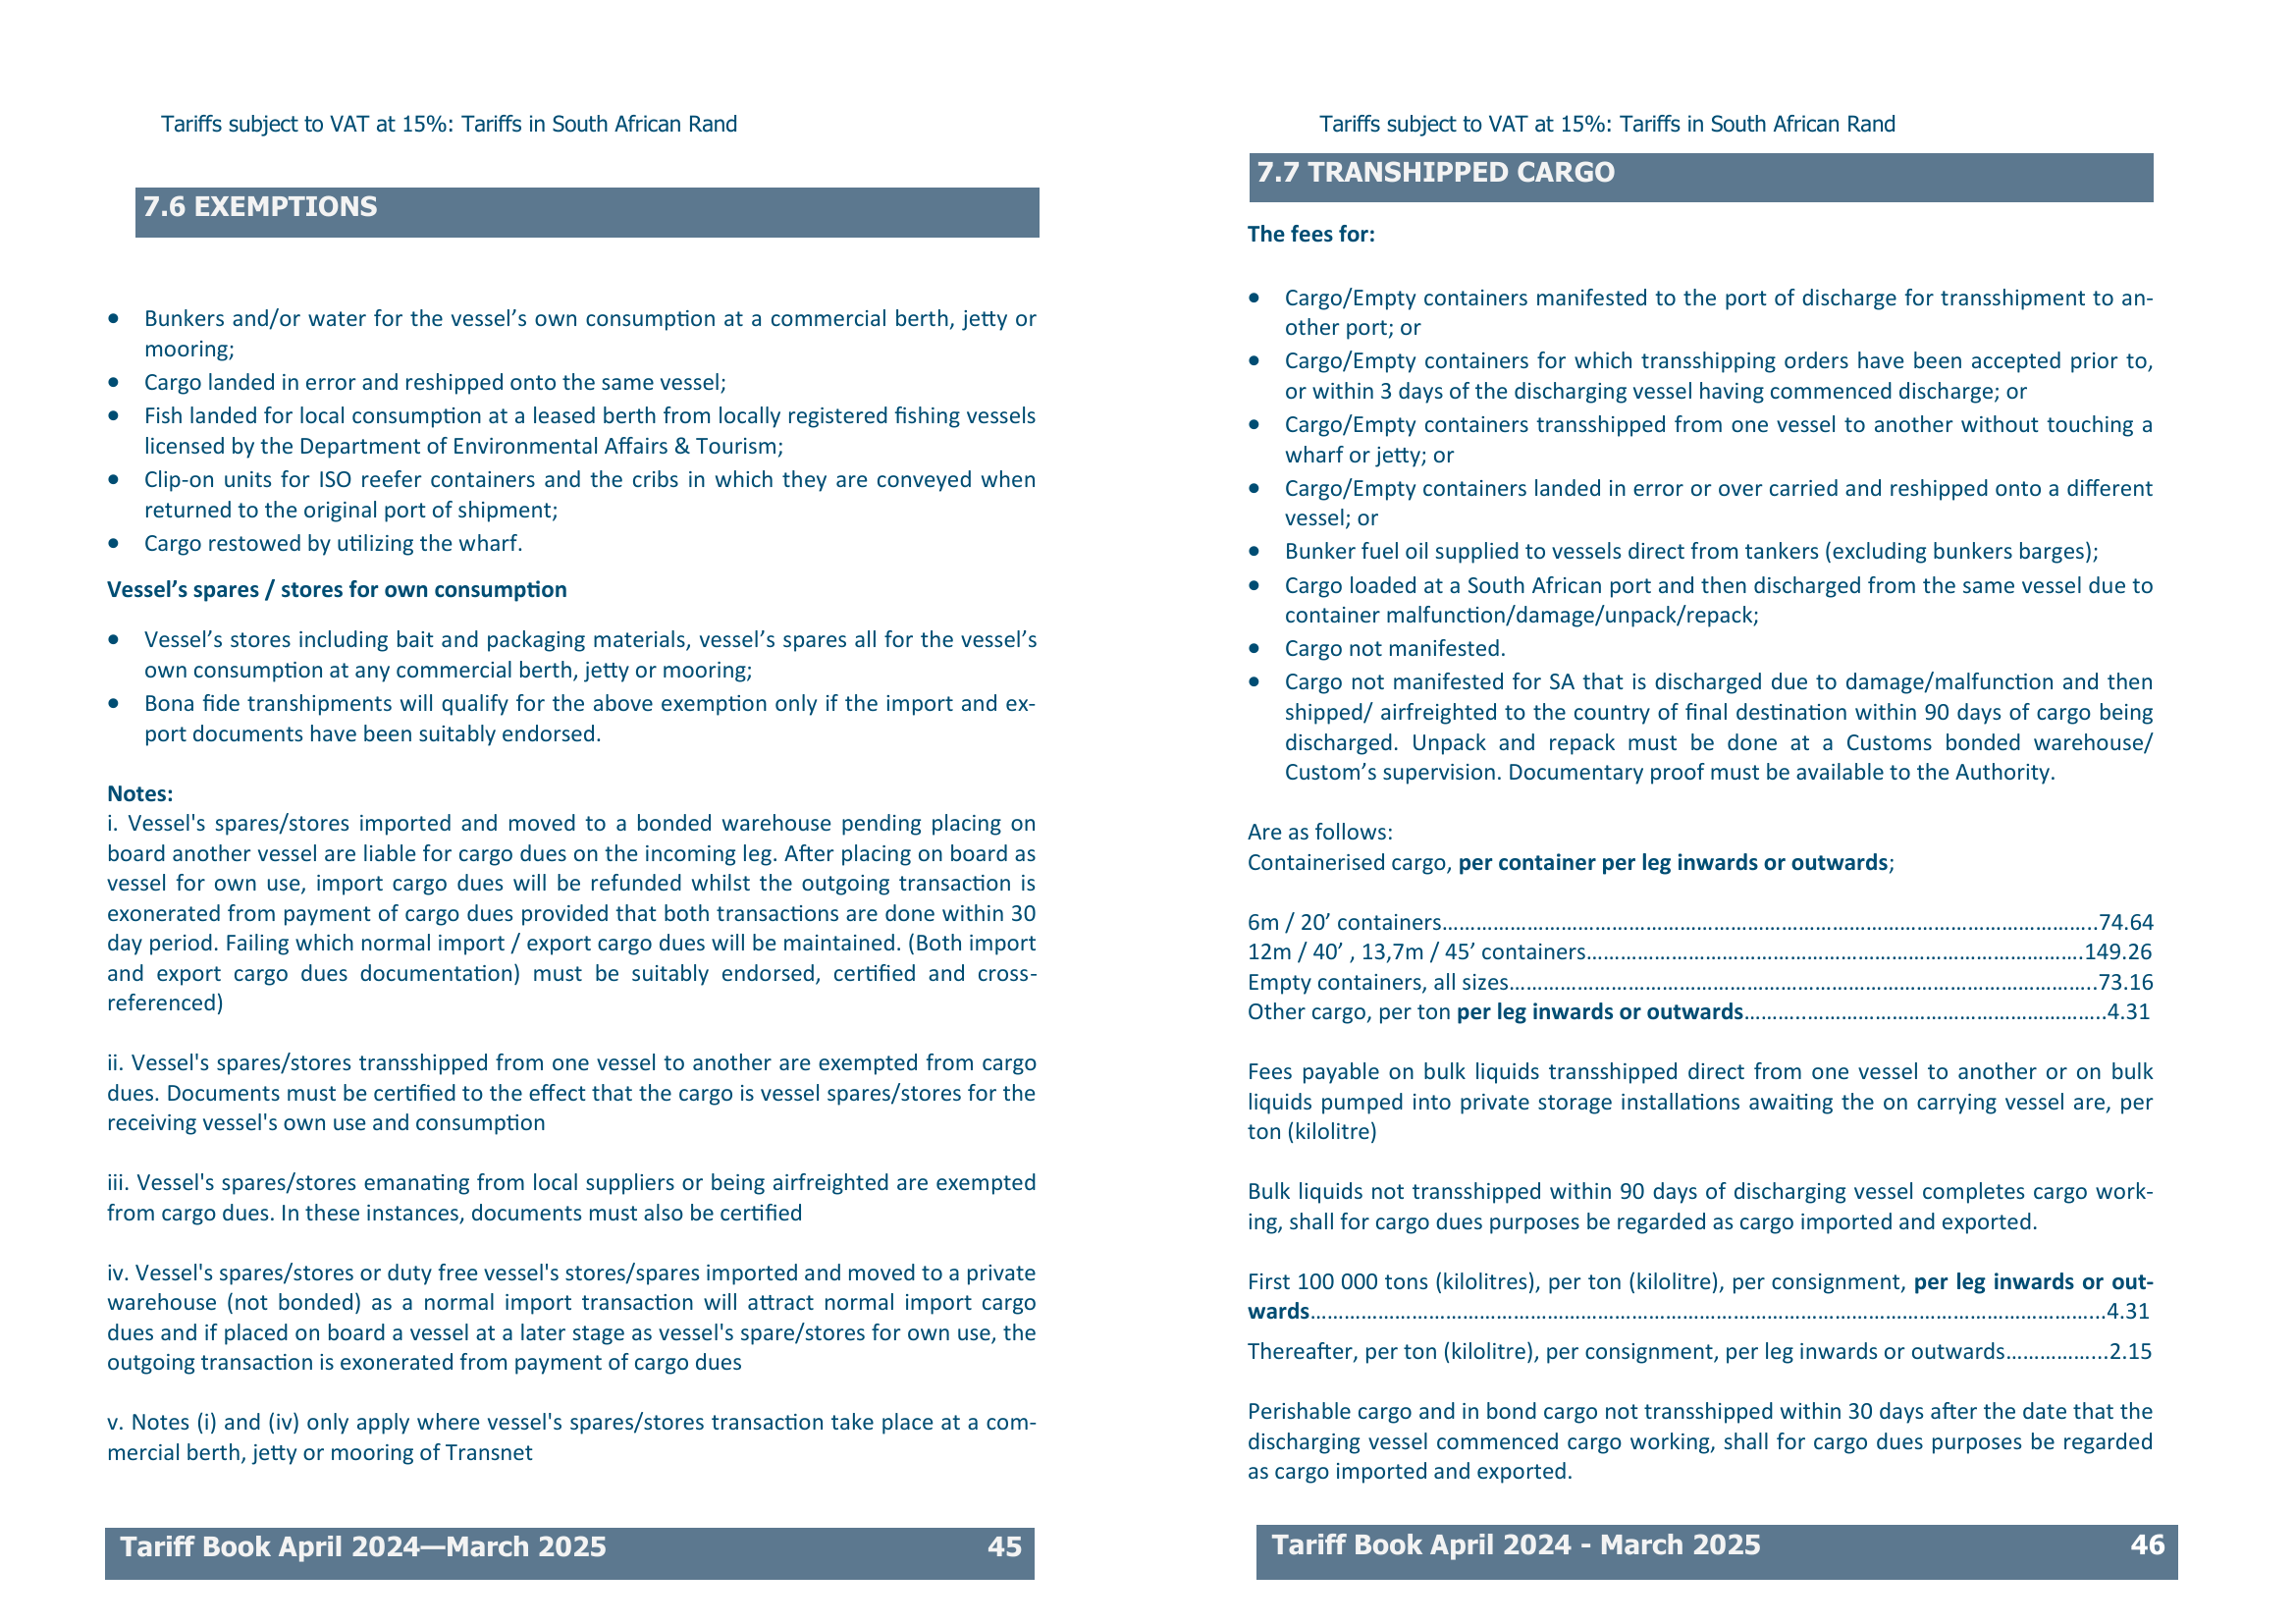 Tariffs subject to VAT at 15%: Tariffs in South African Rand
7.6 EXEMPTIONS
• Bunkers and/or water for the vessel’s own consumption at a commercial berth, jetty or
mooring;
• Cargo landed in error and reshipped onto the same vessel;
• Fish landed for local consumption at a leased berth from locally registered fishing vessels
licensed by the Department of Environmental Affairs & Tourism;
• Clip-on units for ISO reefer containers and the cribs in which they are conveyed when
returned to the original port of shipment;
• Cargo restowed by utilizing the wharf.
Vessel’s spares / stores for own consumption
• Vessel’s stores including bait and packaging materials, vessel’s spares all for the vessel’s
own consumption at any commercial berth, jetty or mooring;
• Bona fide transhipments will qualify for the above exemption only if the import and ex-
port documents have been suitably endorsed.
Notes:
i. Vessel's spares/stores imported and moved to a bonded warehouse pending placing on
board another vessel are liable for cargo dues on the incoming leg. After placing on board as
vessel for own use, import cargo dues will be refunded whilst the outgoing transaction is
exonerated from payment of cargo dues provided that both transactions are done within 30
day period. Failing which normal import / export cargo dues will be maintained. (Both import
and export cargo dues documentation) must be suitably endorsed, certified and cross-
referenced)
ii. Vessel's spares/stores transshipped from one vessel to another are exempted from cargo
dues. Documents must be certified to the effect that the cargo is vessel spares/stores for the
receiving vessel's own use and consumption
iii. Vessel's spares/stores emanating from local suppliers or being airfreighted are exempted
from cargo dues. In these instances, documents must also be certified
iv. Vessel's spares/stores or duty free vessel's stores/spares imported and moved to a private
warehouse (not bonded) as a normal import transaction will attract normal import cargo
dues and if placed on board a vessel at a later stage as vessel's spare/stores for own use, the
outgoing transaction is exonerated from payment of cargo dues
v. Notes (i) and (iv) only apply where vessel's spares/stores transaction take place at a com-
mercial berth, jetty or mooring of Transnet
Tariff Book April 2024—March 2025 45
Tariffs subject to VAT at 15%: Tariffs in South African Rand
7.7 TRANSHIPPED CARGO
The fees for:
• Cargo/Empty containers manifested to the port of discharge for transshipment to an-
other port; or
• Cargo/Empty containers for which transshipping orders have been accepted prior to,
or within 3 days of the discharging vessel having commenced discharge; or
• Cargo/Empty containers transshipped from one vessel to another without touching a
wharf or jetty; or
• Cargo/Empty containers landed in error or over carried and reshipped onto a different
vessel; or
• Bunker fuel oil supplied to vessels direct from tankers (excluding bunkers barges);
• Cargo loaded at a South African port and then discharged from the same vessel due to
container malfunction/damage/unpack/repack;
• Cargo not manifested.
• Cargo not manifested for SA that is discharged due to damage/malfunction and then
shipped/ airfreighted to the country of final destination within 90 days of cargo being
discharged. Unpack and repack must be done at a Customs bonded warehouse/
Custom’s supervision. Documentary proof must be available to the Authority.
Are as follows:
Containerised cargo, per container per leg inwards or outwards;
6m / 20’ containers……………………………………………………………………………..74.64
12m / 40’ , 13,7m / 45’ containers…………………………………………………………….149.26
Empty containers, all sizes……………………………………………………………………..73.16
Other cargo, per ton per leg inwards or outwards……………………………………………..4.31
Fees payable on bulk liquids transshipped direct from one vessel to another or on bulk
liquids pumped into private storage installations awaiting the on carrying vessel are, per
ton (kilolitre)
Bulk liquids not transshipped within 90 days of discharging vessel completes cargo work-
ing, shall for cargo dues purposes be regarded as cargo imported and exported.
First 100 000 tons (kilolitres), per ton (kilolitre), per consignment, per leg inwards or out-
wards……………………………………………………………………………………………...4.31
Thereafter, per ton (kilolitre), per consignment, per leg inwards or outwards……………...2.15
Perishable cargo and in bond cargo not transshipped within 30 days after the date that the
discharging vessel commenced cargo working, shall for cargo dues purposes be regarded
as cargo imported and exported.
Tariff Book April 2024 - March 2025 46